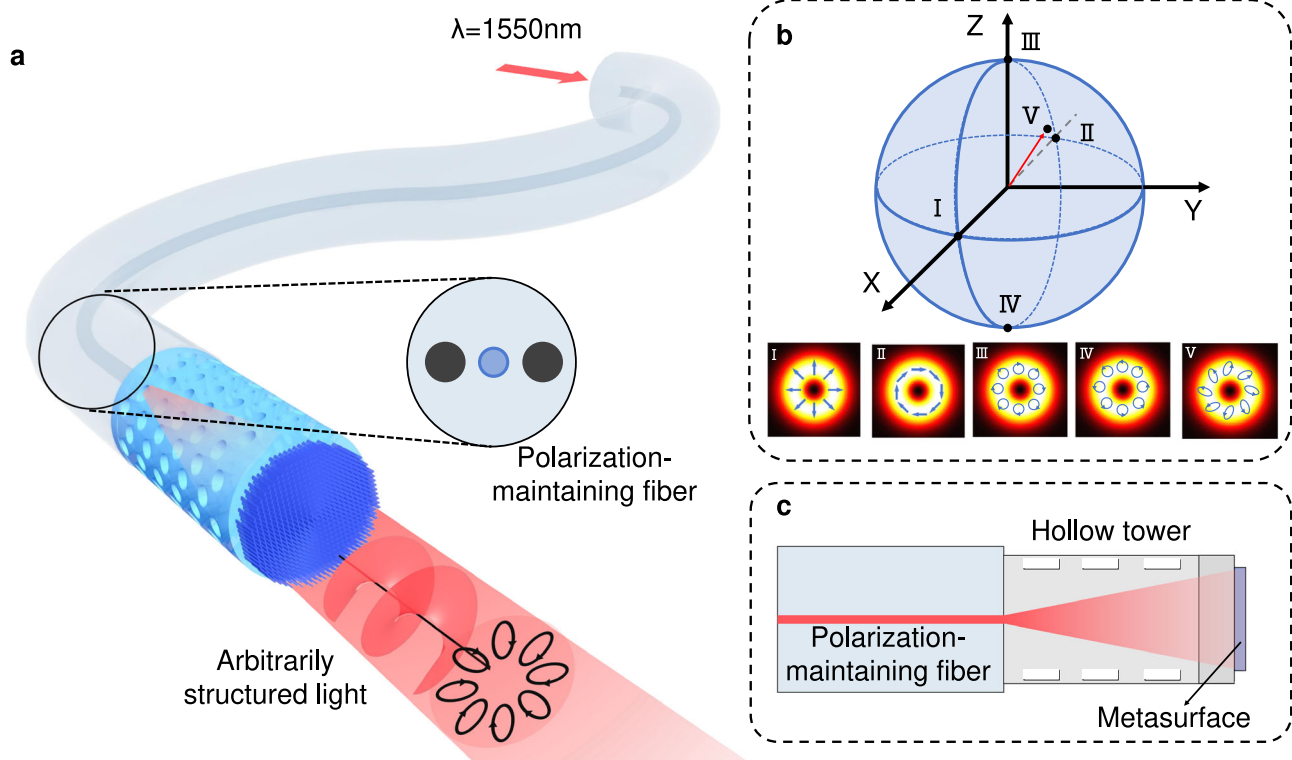 a
λ=1550nm
Polarization-
maintaining fiber
Arbitrarily
structured light
b
Z
Ⅲ
Ⅴ
Ⅱ
Ⅰ
Y
X
Ⅳ
Ⅰ
Ⅱ
Ⅲ
Ⅳ
Ⅴ
c
Hollow tower
Polarization-
maintaining fiber
Metasurface